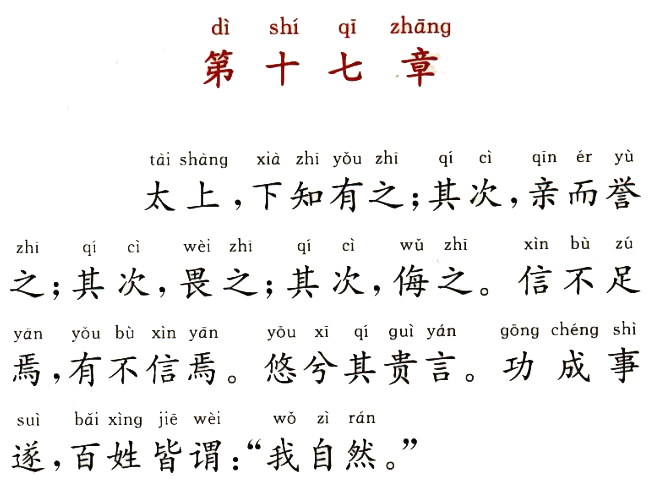 dì shí qī zhāng
第十七章
tài shàng xià zhī yǒu zhī qí cì qīn ér yù
太上，下知有之；其次，亲而誉
zhī qí cì wèi zhī qí cì wǔ zhī xìn bù zú
之；其次，畏之；其次，侮之。信不足
yān yǒu bù xìn yān yōu xī qí guì yán gōng chéng shì
焉，有不信焉。悠兮其贵言。功成事
suì bǎi xìng jiē wèi wǒ zì rán
遂，百姓皆谓：“我自然。”